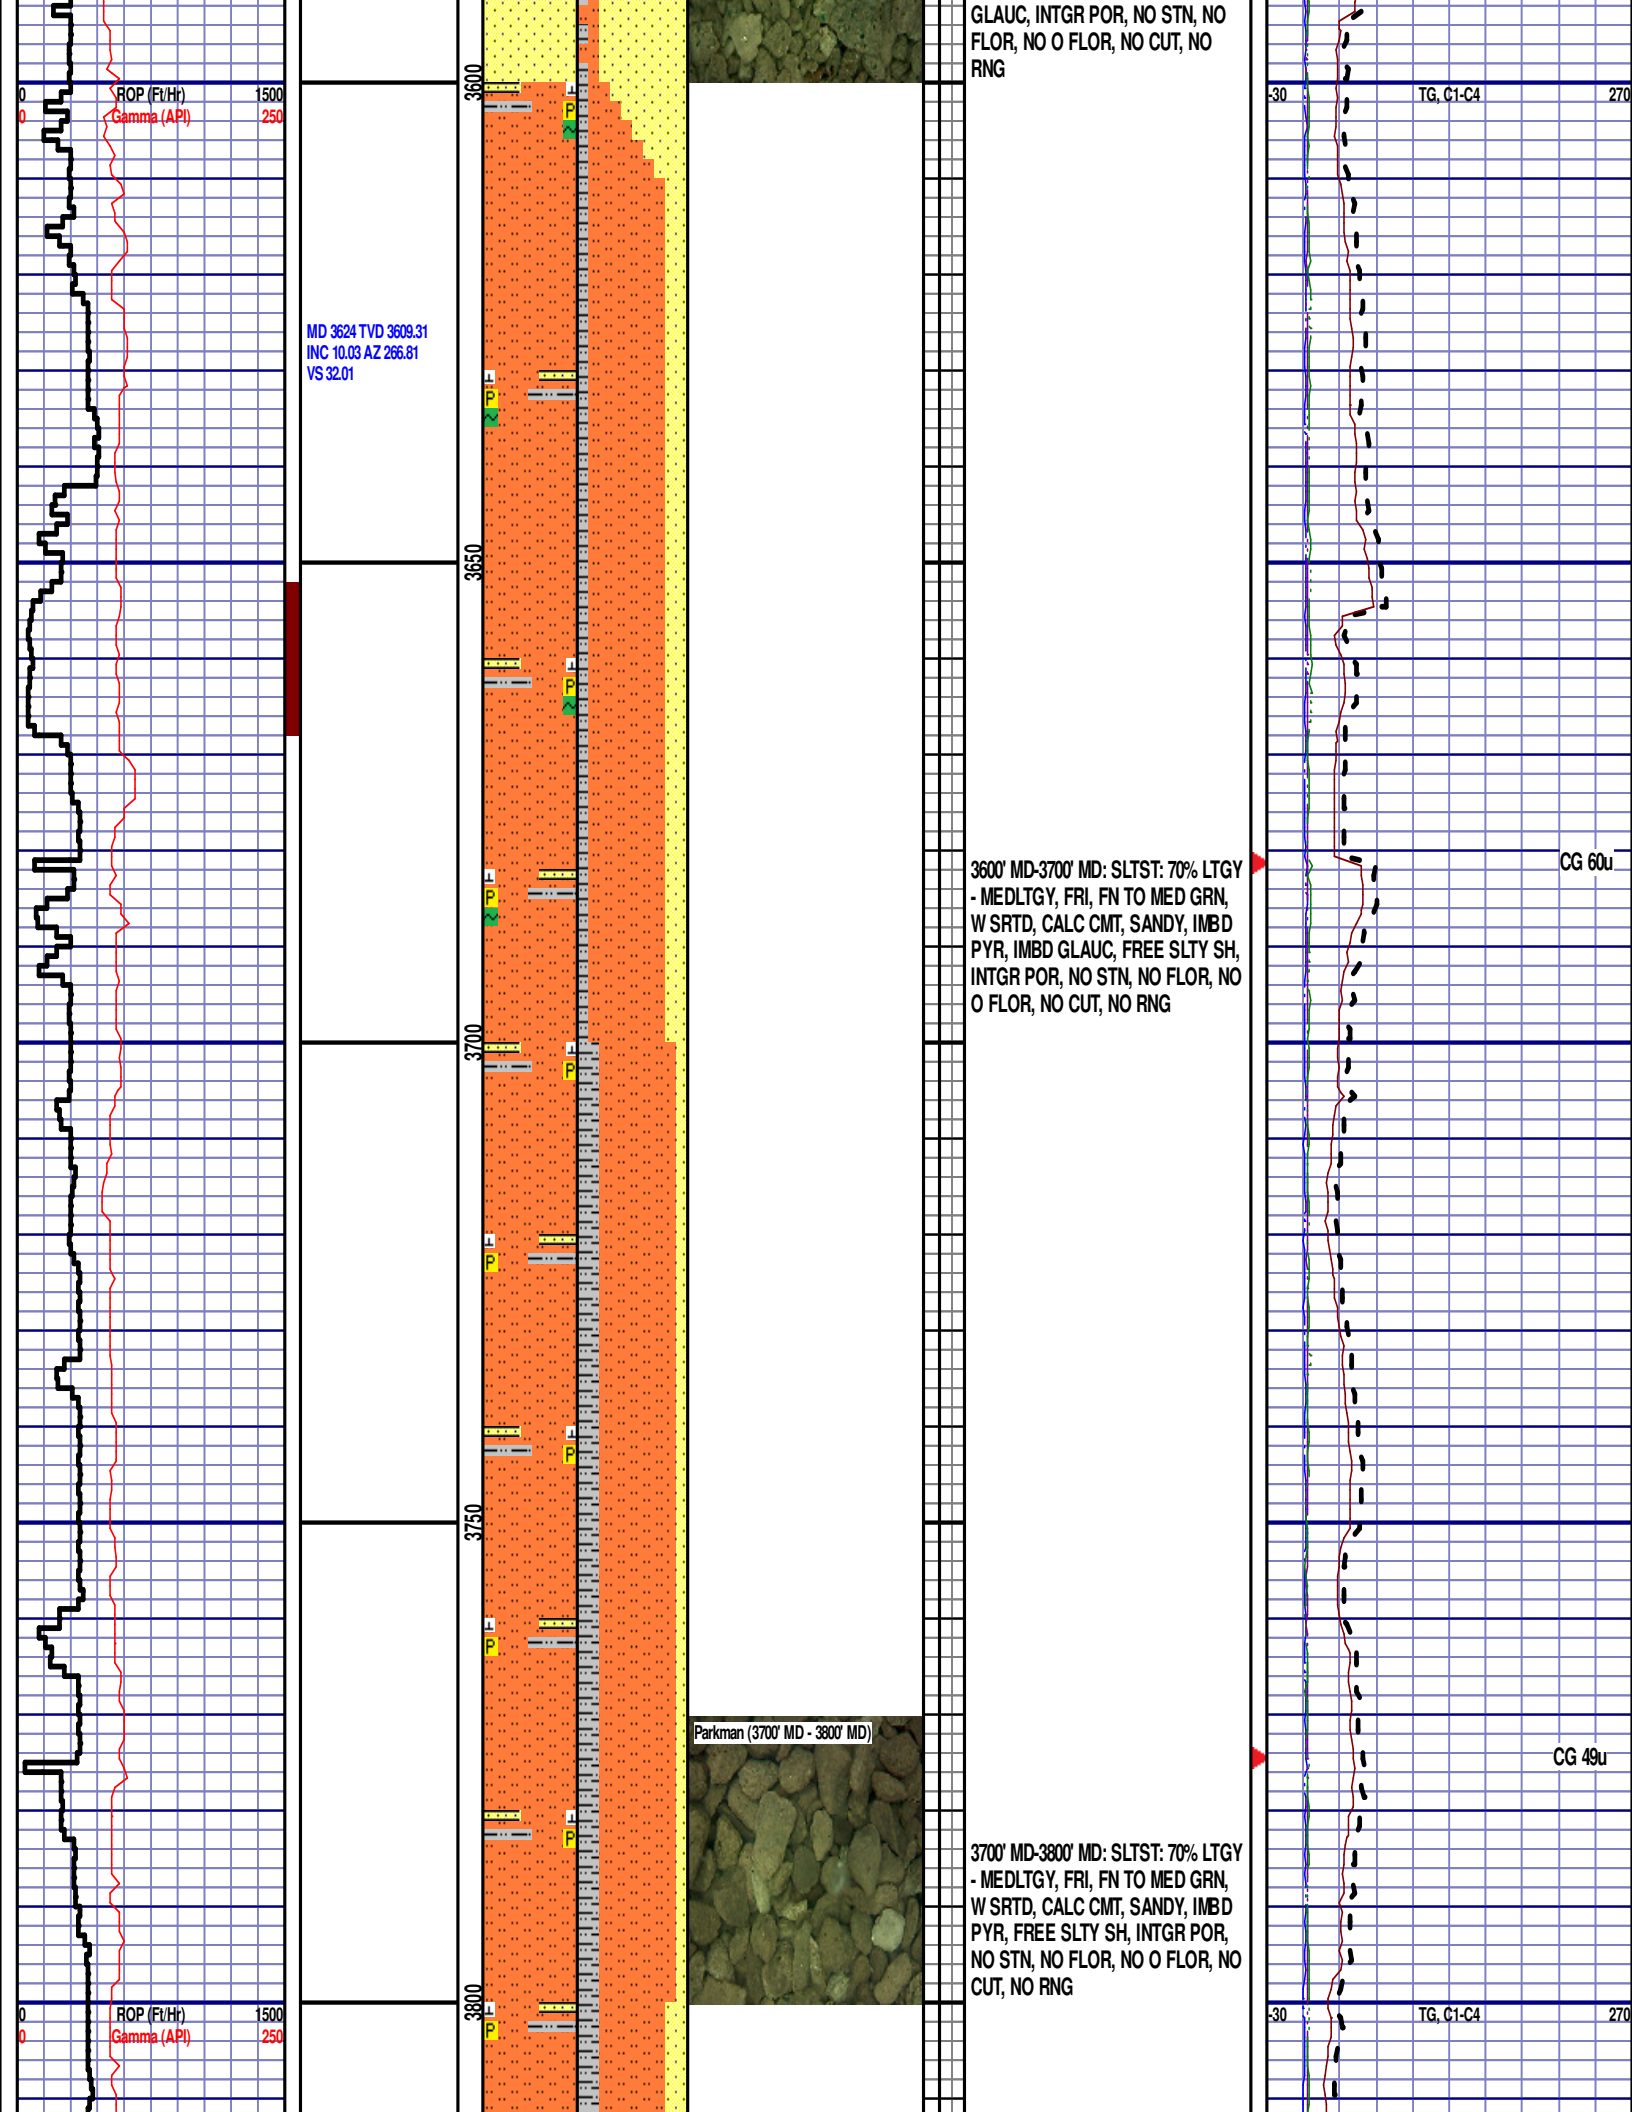 GLAUC, INTGR POR, NO STN, NO
FLOR, NO O FLOR, NO CUT, NO
RNG
3600
0 ROP (Ft/Hr) 1500
0 Gamma (API) 250
-30 TG, C1-C4 270
P
MD 3624 TVD 3609.31
INC 10.03 AZ 266.81
VS 32.01
P
3650
P
CG 60u
3600' MD-3700' MD: SLTST: 70% LTGY
- MEDLTGY, FRI, FN TO MED GRN,
W SRTD, CALC CMT, SANDY, IMBD
PYR, IMBD GLAUC, FREE SLTY SH,
INTGR POR, NO STN, NO FLOR, NO
O FLOR, NO CUT, NO RNG
P
3700
P
P
P
3750
P
Parkman (3700' MD - 3800' MD)
CG 49u
P
3700' MD-3800' MD: SLTST: 70% LTGY
- MEDLTGY, FRI, FN TO MED GRN,
W SRTD, CALC CMT, SANDY, IMBD
PYR, FREE SLTY SH, INTGR POR,
NO STN, NO FLOR, NO O FLOR, NO
CUT, NO RNG
3800
0 ROP (Ft/Hr) 1500
0 Gamma (API) 250
-30 TG, C1-C4 270
P